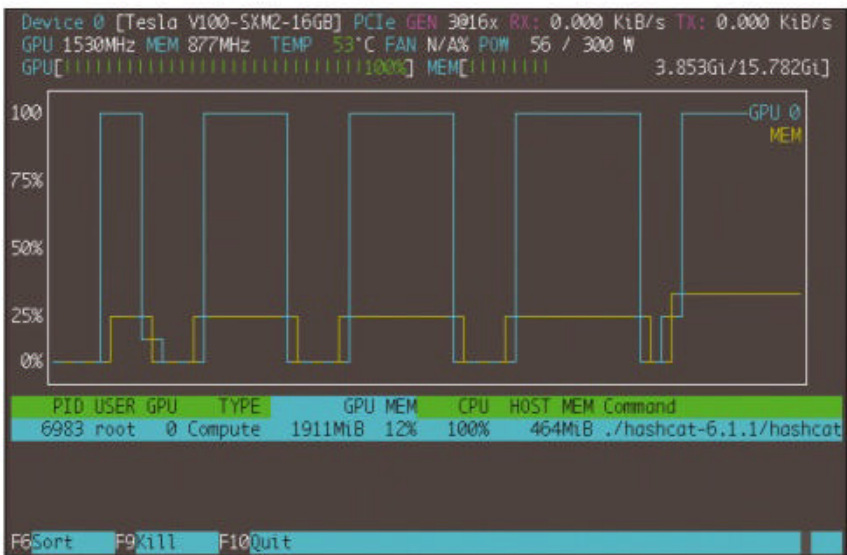 Device 0 [Tesla V100-SXM2-16GB] PCIe GEN 3@16x RX: 0.000 KiB/s TX: 0.000 KiB/s
GPU 1530MHz MEM 877MHz TEMP 53°C FAN N/A% POW 56 / 300 W
GPU[||||||||||||||||||||||||||||||100%] MEM[|||||||| 3.853Gi/15.782Gi]
100
GPU 0
MEM
75%
50%
25%
0%
PID USER GPU TYPE GPU MEM CPU HOST MEM Command
6983 root 0 Compute 1911MiB 12% 100% 464MiB ./hashcat-6.1.1/hashcat
F6Sort F9Kill F10Quit